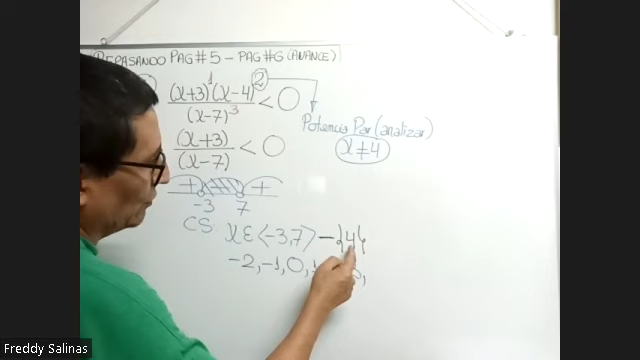 REPASANDO PAG#5 - PAG#6 (AVANCE)
(x+3)¹(x-4)² / (x-7)³ < 0
Potencia Par (analizar)
x≠4
(x+3) / (x-7) < 0
+ - +
-3 7
CS x ε <-3,7> - {4}
-2, -1, 0, 1
Freddy Salinas